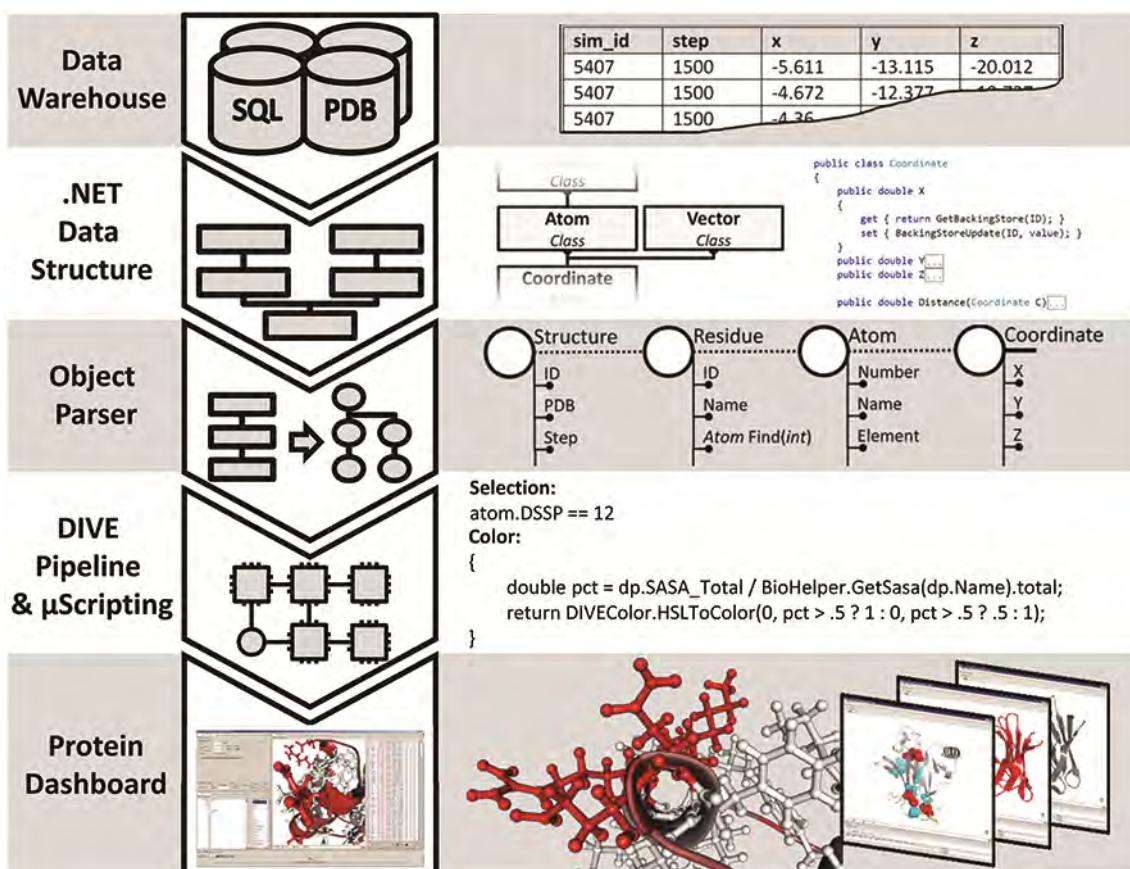 Data
Warehouse
SQL PDB
sim_id step x y z
5407 1500 -5.611 -13.115 -20.012
5407 1500 -4.672 -12.377
5407 1500 -4.36
.NET
Data
Structure
Class
Atom Vector
Class Class
Coordinate
public class Coordinate
{
public double X
{
get { return GetBackingStore(ID); }
set { BackingStoreUpdate(ID, value); }
}
public double Y...
public double Z...
public double Distance(Coordinate C)...
Object
Parser
Structure Residue Atom Coordinate
ID ID Number X
PDB Name Name Y
Step Atom Find(int) Element Z
DIVE
Pipeline
& μScripting
Selection:
atom.DSSP == 12
Color:
{
double pct = dp.SASA_Total / BioHelper.GetSasa(dp.Name).total;
return DIVEColor.HSLToColor(0, pct > .5 ? 1 : 0, pct > .5 ? .5 : 1);
}
Protein
Dashboard